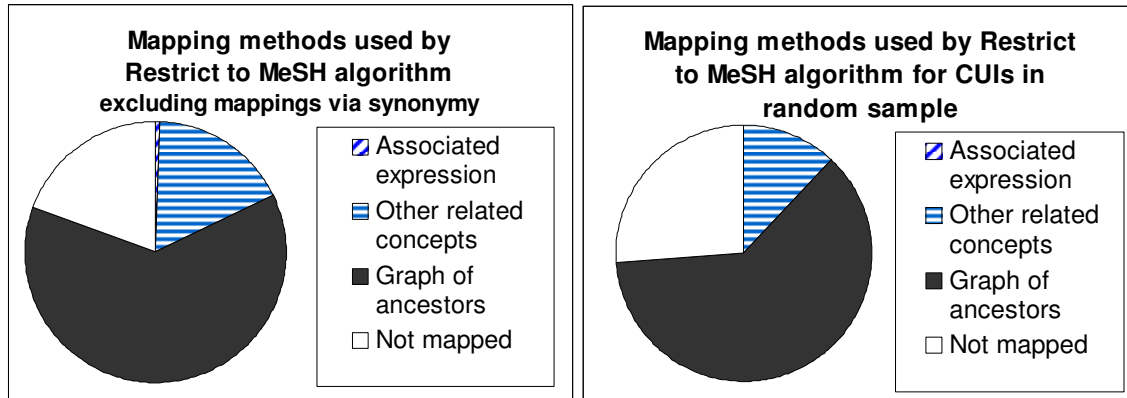 Mapping methods used by
Restrict to MeSH algorithm
excluding mappings via synonymy
Associated
expression
Other related
concepts
Graph of
ancestors
Not mapped
Mapping methods used by Restrict
to MeSH algorithm for CUIs in
random sample
Associated
expression
Other related
concepts
Graph of
ancestors
Not mapped